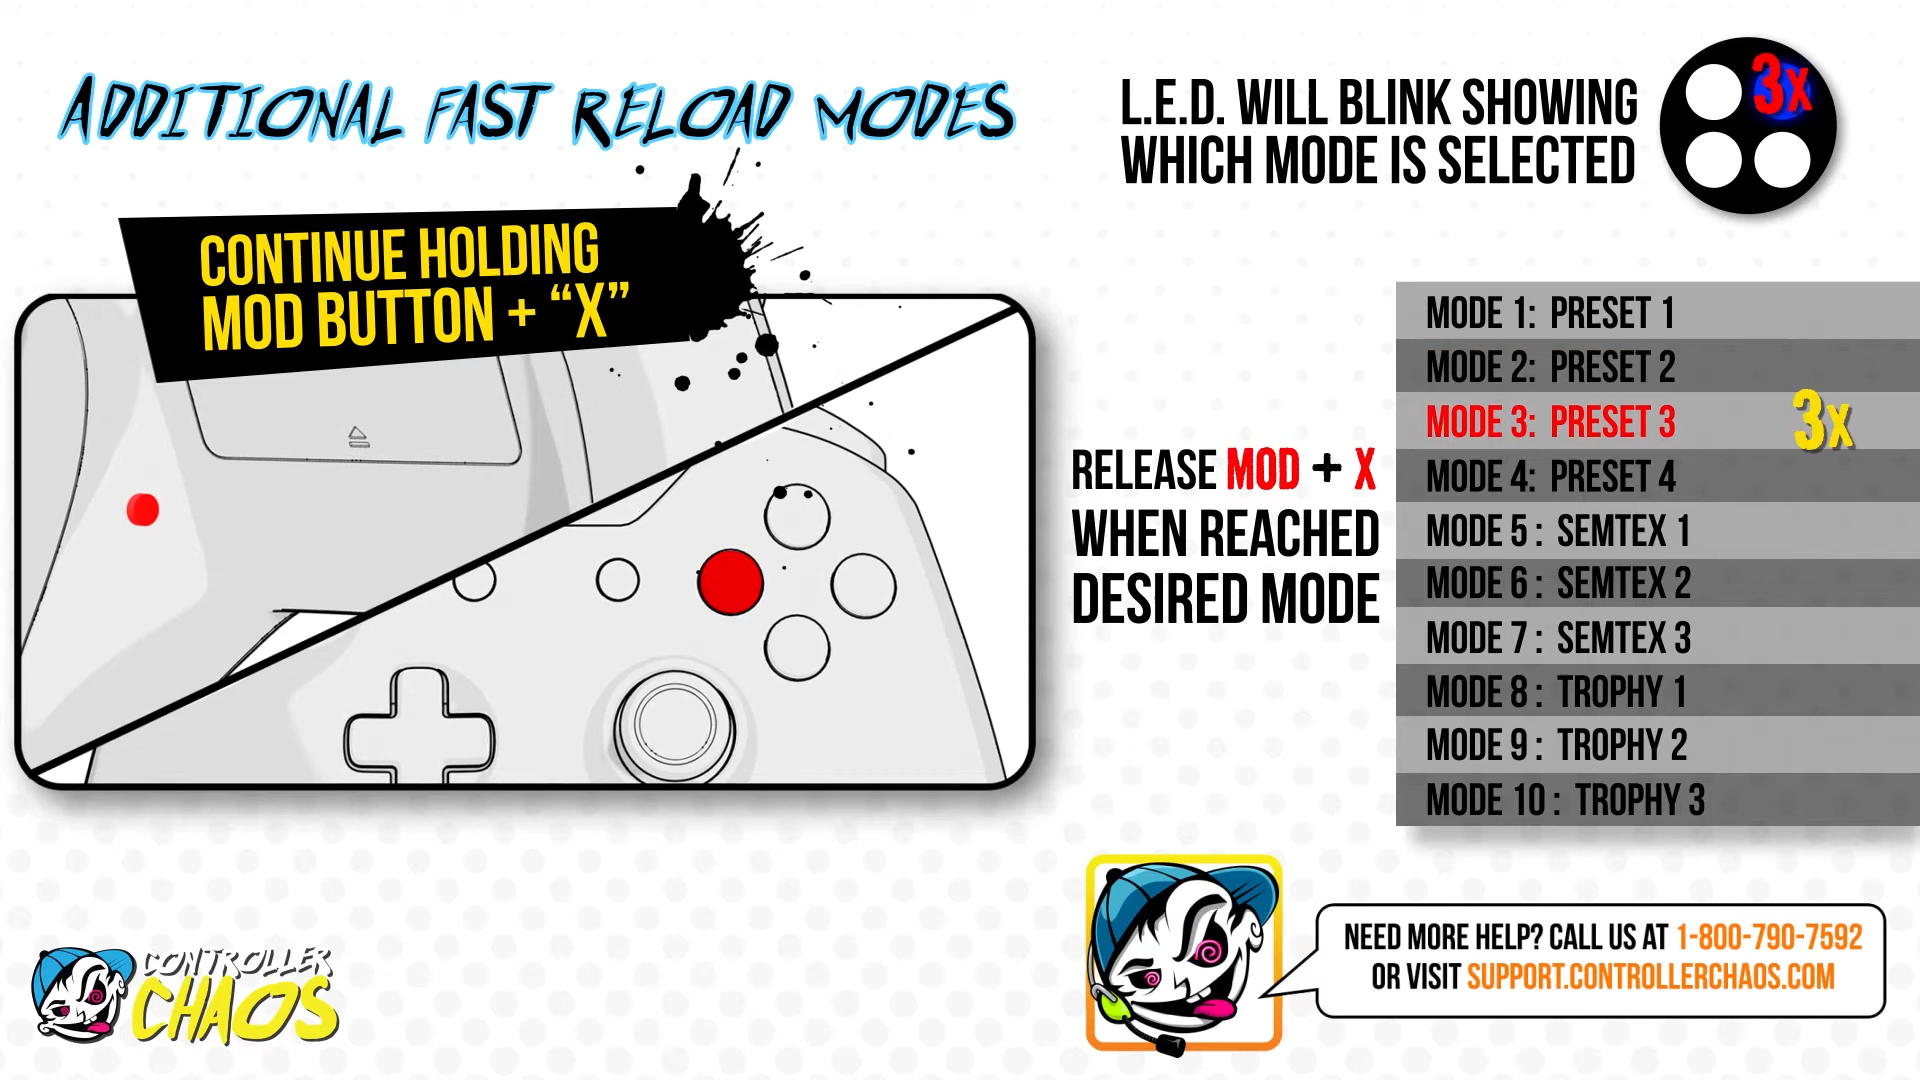 ADDITIONAL FAST RELOAD MODES
L.E.D. WILL BLINK SHOWING
WHICH MODE IS SELECTED
3X
CONTINUE HOLDING
MOD BUTTON + “X”
RELEASE MOD + X
WHEN REACHED
DESIRED MODE
MODE 1: PRESET 1
MODE 2: PRESET 2
MODE 3: PRESET 3
3X
MODE 4: PRESET 4
MODE 5 : SEMTEX 1
MODE 6 : SEMTEX 2
MODE 7 : SEMTEX 3
MODE 8 : TROPHY 1
MODE 9 : TROPHY 2
MODE 10 : TROPHY 3
CONTROLLER
CHAOS
NEED MORE HELP? CALL US AT 1-800-790-7592
OR VISIT SUPPORT.CONTROLLERCHAOS.COM